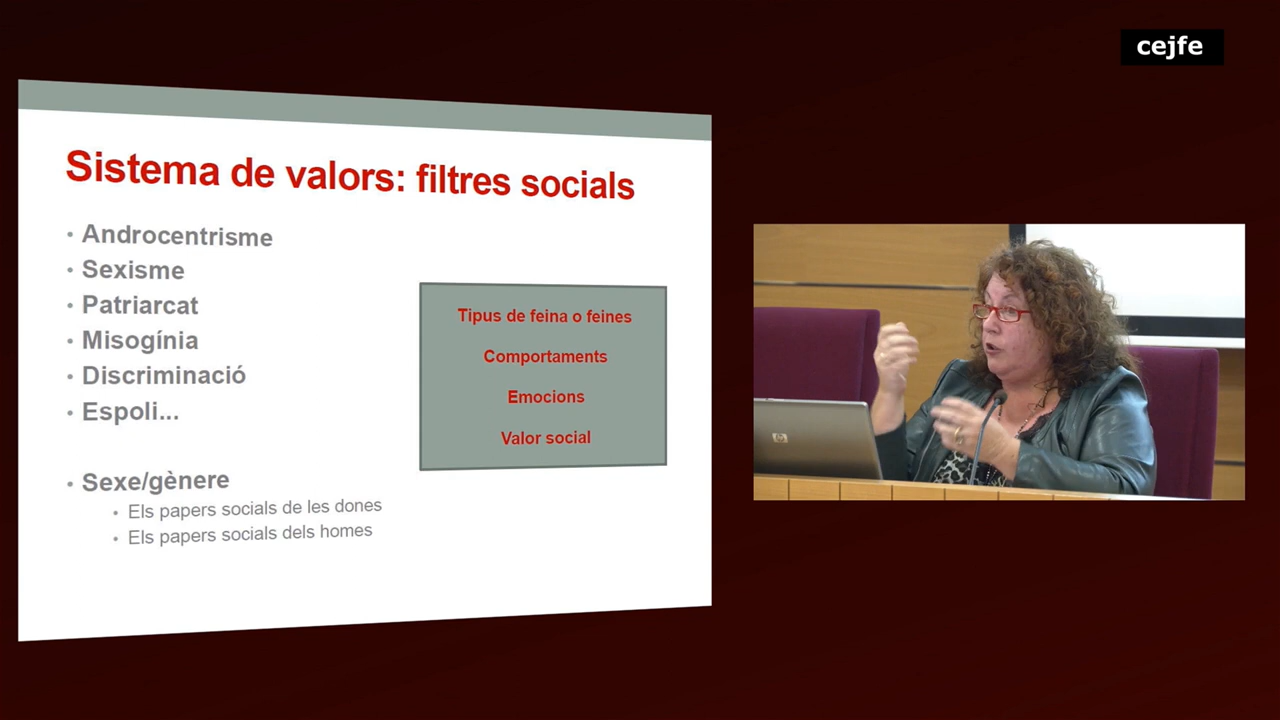 cejfe
Sistema de valors: filtres socials
• Androcentrisme
• Sexisme
• Patriarcat
• Misogínia
• Discriminació
• Espoli...
• Sexe/gènere
• Els papers socials de les dones
• Els papers socials dels homes
Tipus de feina o feines
Comportaments
Emocions
Valor social
hp